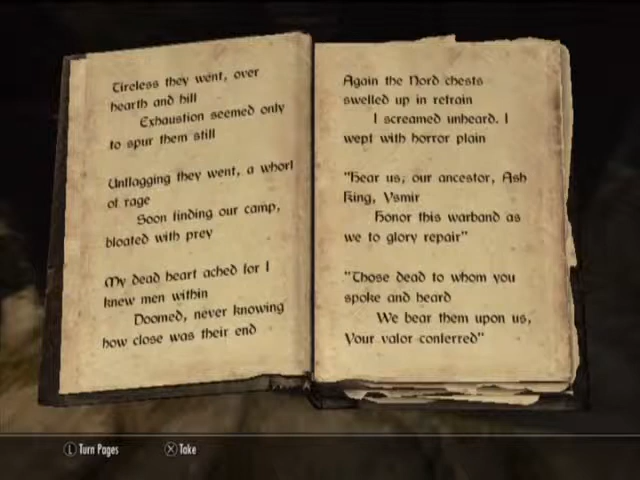 Tireless they went, over
hearth and hill
Exhaustion seemed only
to spur them still
Unflagging they went, a whorl
of rage
Soon finding our camp,
bloated with prey
My dead heart ached for I
knew men within
Doomed, never knowing
how close was their end
Again the Nord chests
swelled up in refrain
I screamed unheard. I
wept with horror plain
"Hear us, our ancestor, Ash
King, Ysmir
Honor this warband as
we to glory repair"
"Those dead to whom you
spoke and heard
We bear them upon us,
Your valor conferred"
L Turn Pages
X Take